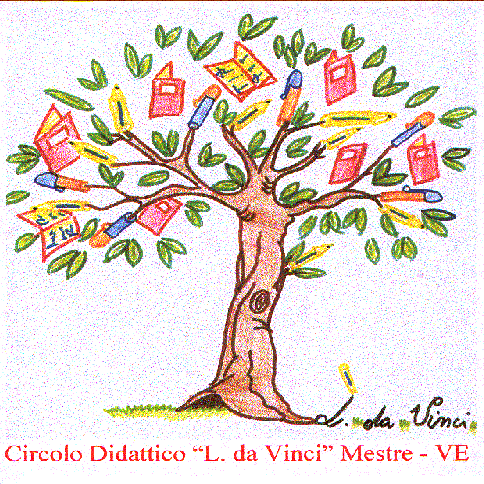 L. da Vinci
Circolo Didattico “L. da Vinci” Mestre - VE